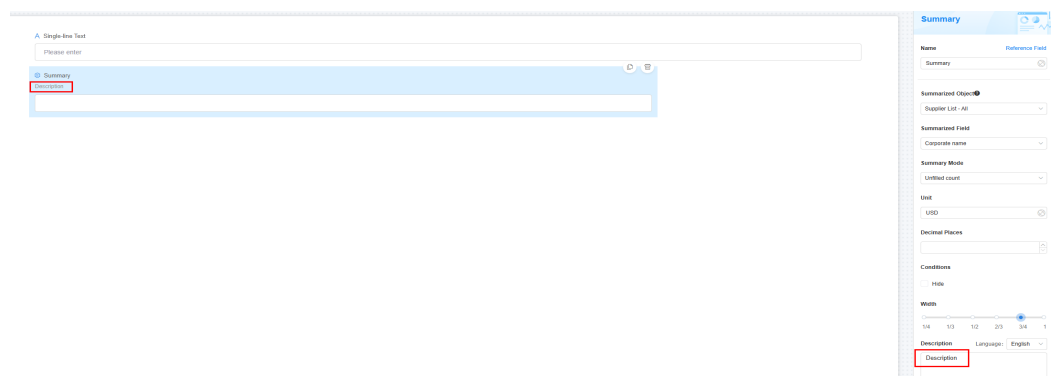 Single-line Text
Please enter
Summary
Description
Summary
Name
Reference Field
Summary
Summarized Object
Supplier List - All
Summarized Field
Corporate name
Summary Mode
Unfilled count
Unit
USD
Decimal Places
Conditions
Hide
Width
1/4 1/3 1/2 2/3 3/4 1
Description Language: English
Description